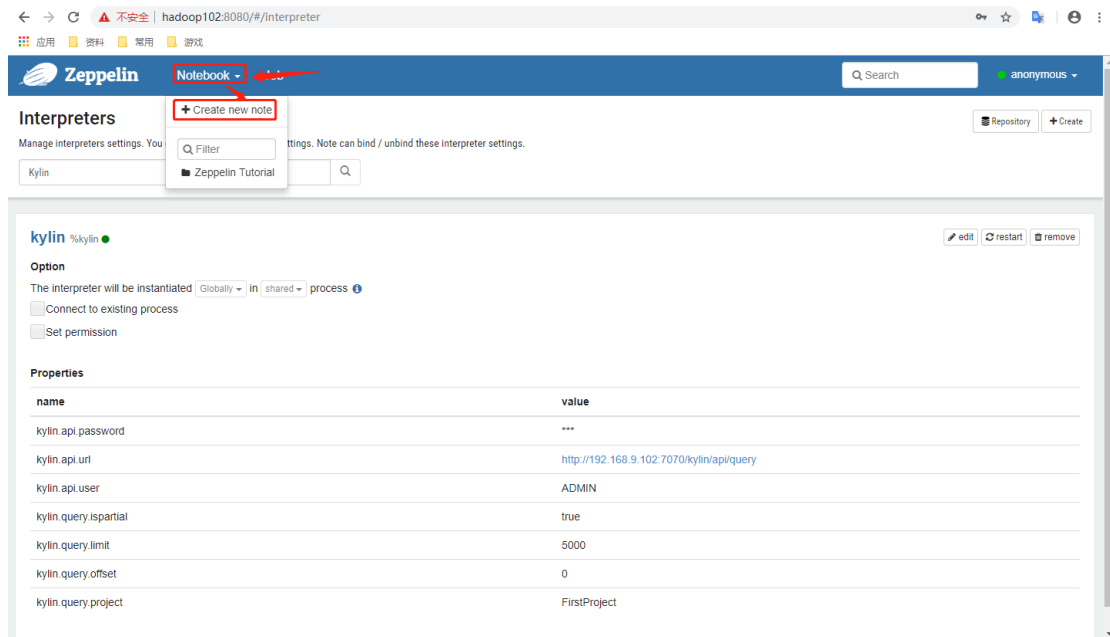 不安全 | hadoop102:8080/#/interpreter
应用 资料 常用 游戏
Zeppelin Notebook Search anonymous
Create new note
Interpreters Repository Create
Manage interpreters settings. You ttings. Note can bind / unbind these interpreter settings.
Filter
Kylin
Zeppelin Tutorial
kylin %kylin edit restart remove
Option
The interpreter will be instantiated Globally in shared process
Connect to existing process
Set permission
Properties
name value
kylin.api.password ***
kylin.api.url http://192.168.9.102:7070/kylin/api/query
kylin.api.user ADMIN
kylin.query.ispartial true
kylin.query.limit 5000
kylin.query.offset 0
kylin.query.project FirstProject